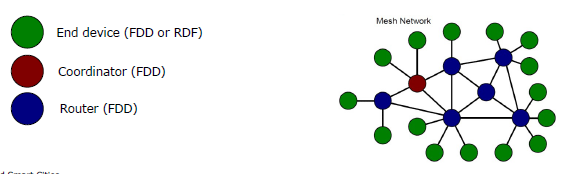 Mesh Network
End device (FDD or RDF)
Coordinator (FDD)
Router (FDD)